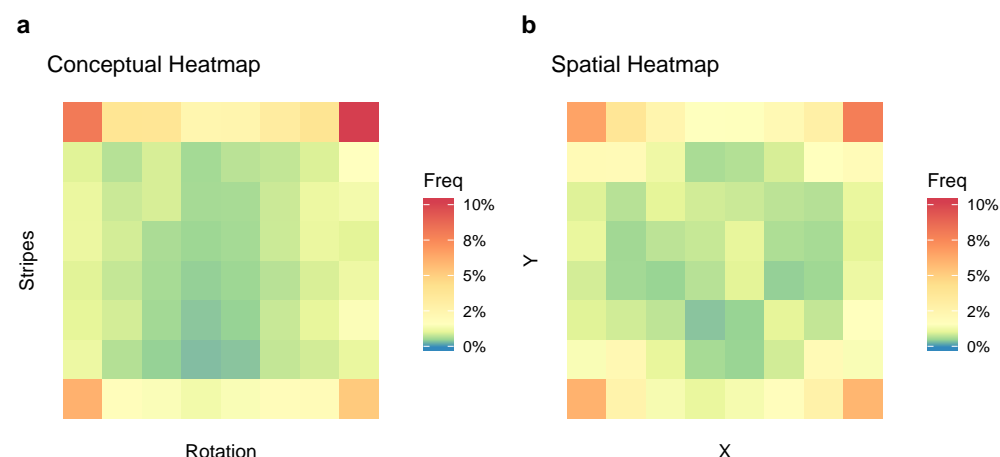 a
Conceptual Heatmap
Stripes
Rotation
Freq
10%
8%
5%
2%
0%
b
Spatial Heatmap
Y
X
Freq
10%
8%
5%
2%
0%